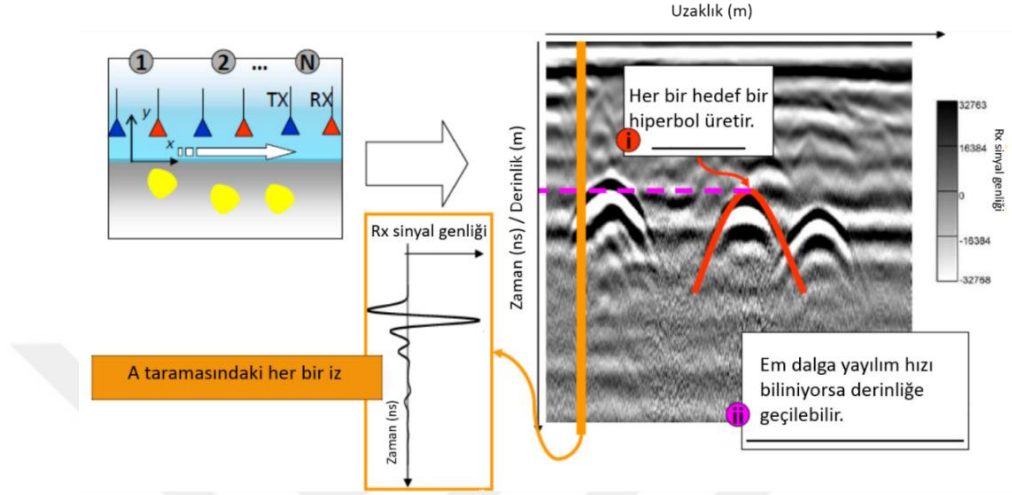 Uzaklık (m)
1
2
...
N
TX
RX
y
x
Her bir hedef bir
hiperbol üretir.
i
32763
16384
0
-16384
-32768
Rx sinyal genliği
Zaman (ns) / Derinlik (m)
Rx sinyal genliği
Zaman (ns)
A taramasındaki her bir iz
Em dalga yayılım hızı
biliniyorsa derinliğe
geçilebilir.
ii